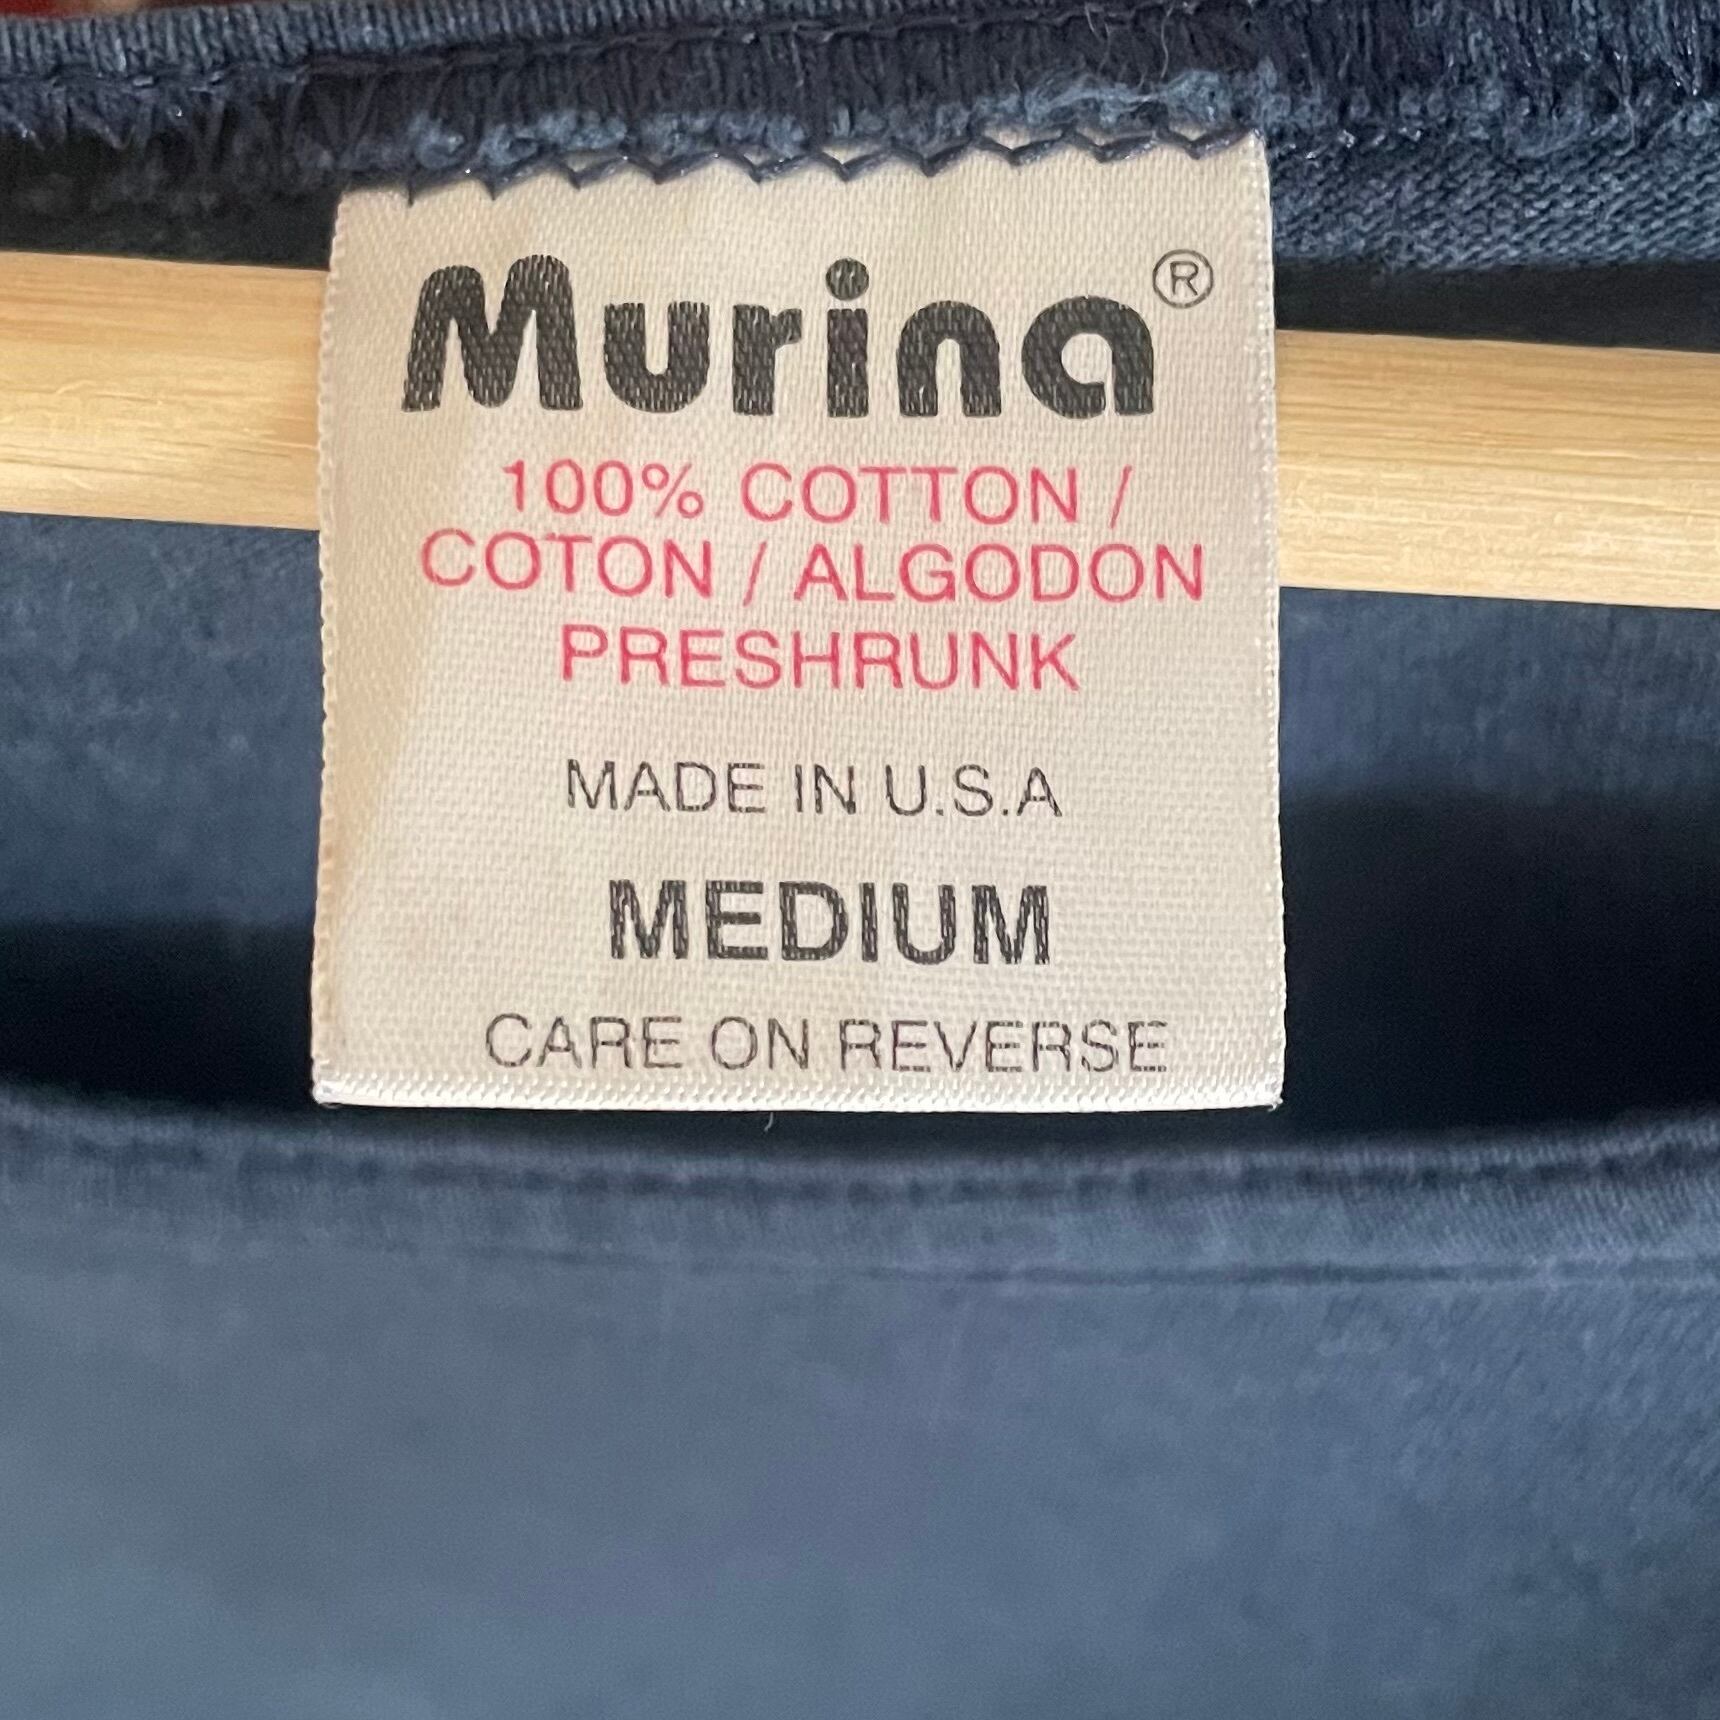 Murina®
100% COTTON /
COTON / ALGODON
PRESHRUNK
MADE IN U.S.A
MEDIUM
CARE ON REVERSE